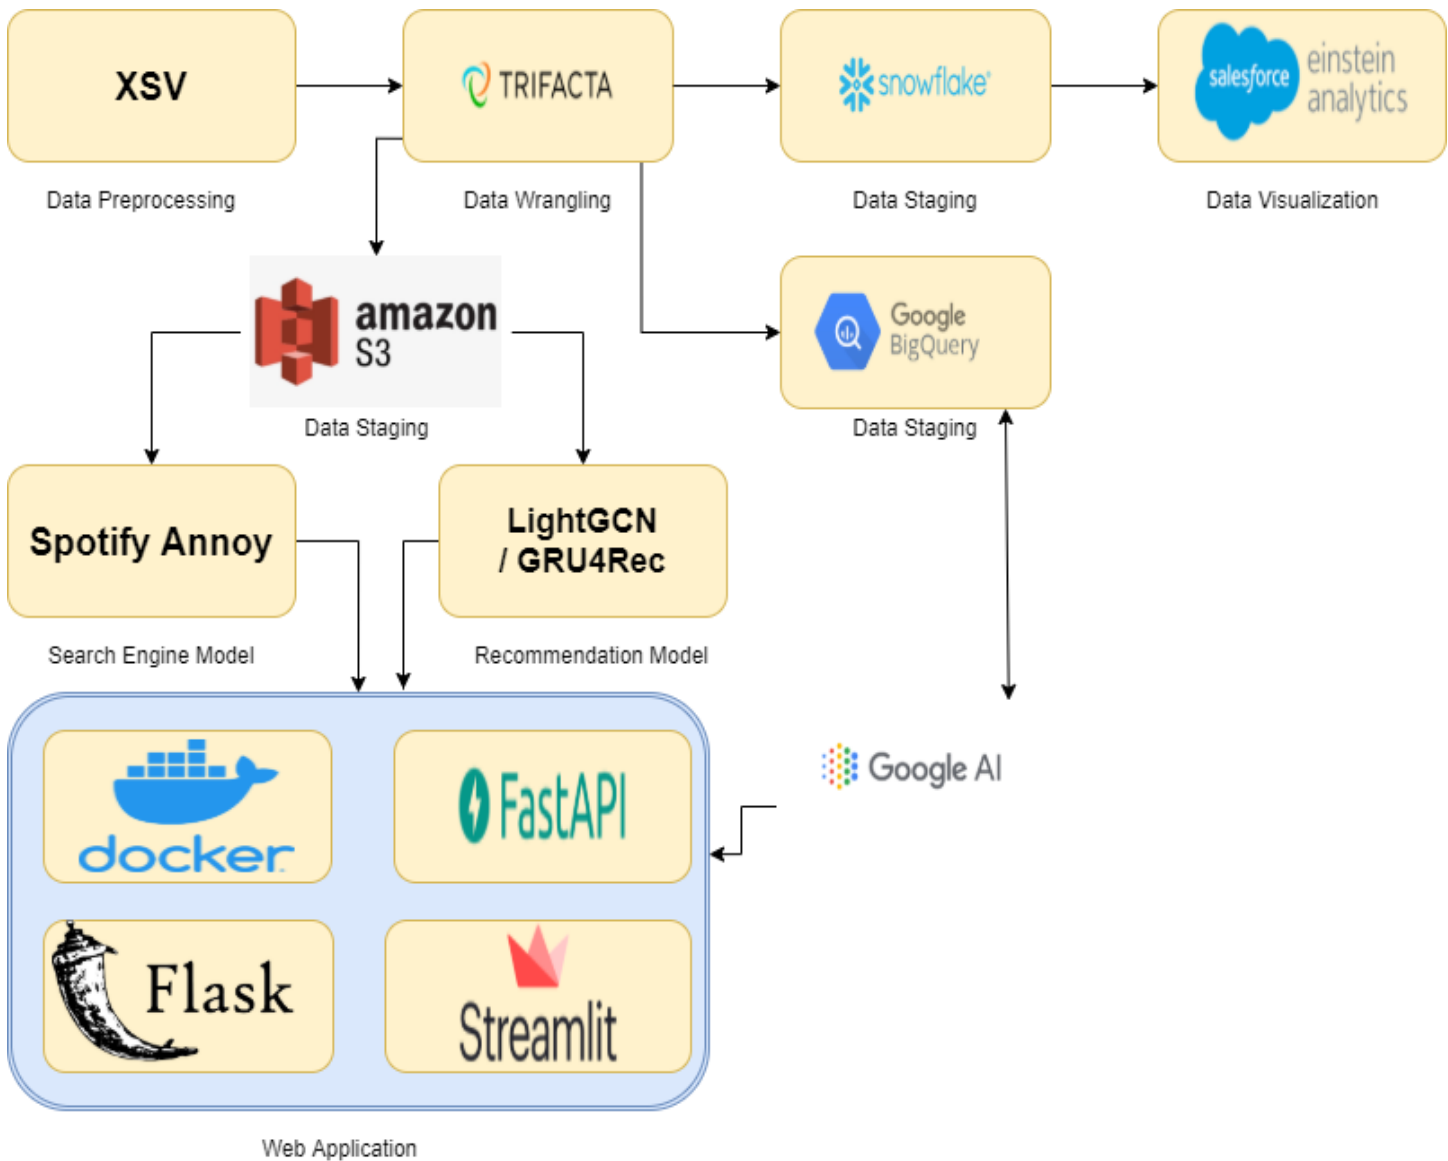 XSV
TRIFACTA
snowflake®
salesforce
einstein
analytics
Data Preprocessing
Data Wrangling
Data Staging
Data Visualization
amazon
S3
Google
BigQuery
Data Staging
Data Staging
Spotify Annoy
LightGCN
/ GRU4Rec
Search Engine Model
Recommendation Model
docker
FastAPI
Google AI
Flask
Streamlit
Web Application